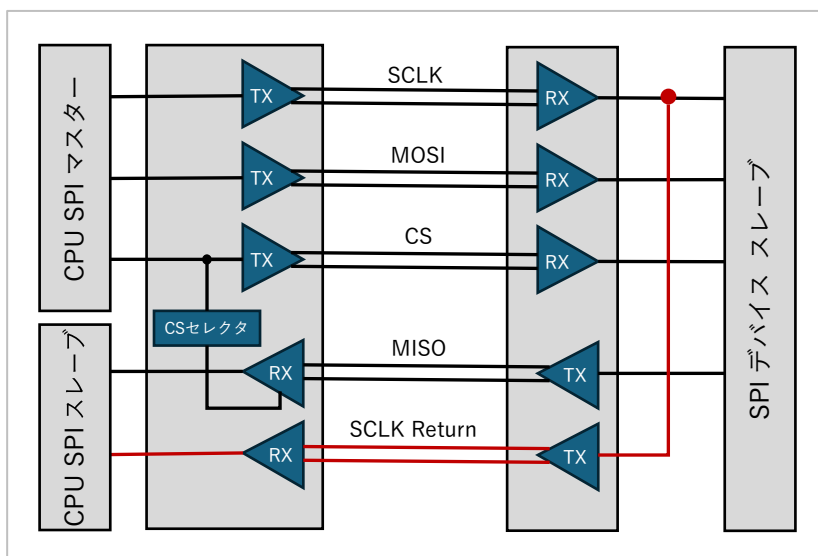 CPU SPI マスター
TX
SCLK
RX
TX
MOSI
RX
TX
CS
RX
CSセレクタ
CPU SPI スレーブ
RX
MISO
TX
RX
SCLK Return
TX
SPI デバイス スレーブ